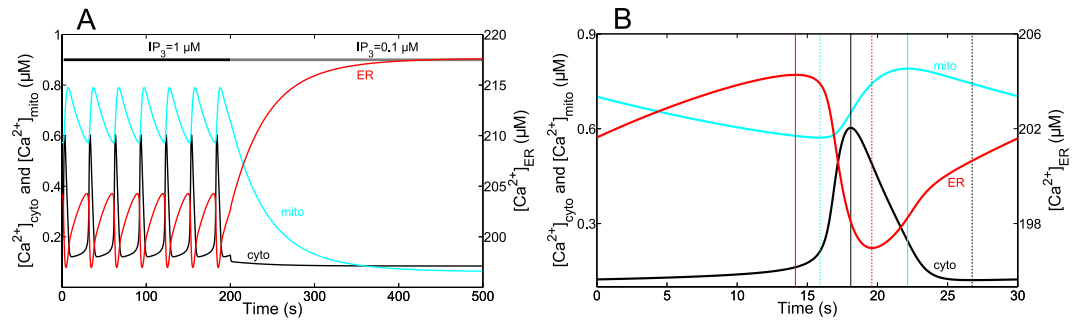 A
IP₃=1 μM
IP₃=0.1 μM
[Ca²⁺]cyto and [Ca²⁺]mito (μM)
1
0.8
0.6
0.4
0.2
220
215
210
205
200
[Ca²⁺]ER (μM)
ER
mito
cyto
0
100
200
300
400
500
Time (s)
B
[Ca²⁺]cyto and [Ca²⁺]mito (μM)
0.9
0.6
0.3
206
202
198
[Ca²⁺]ER (μM)
mito
ER
cyto
0
5
10
15
20
25
30
Time (s)